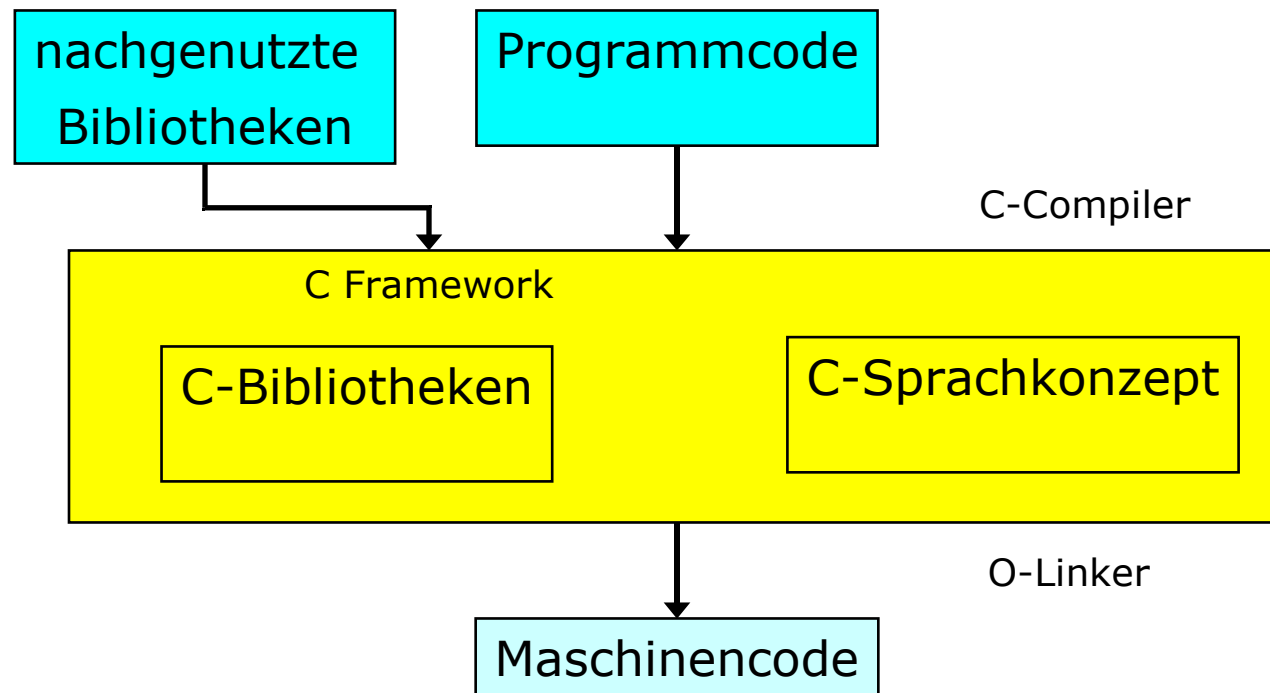 nachgenutzte
Bibliotheken
Programmcode
C-Compiler
C Framework
C-Bibliotheken
C-Sprachkonzept
O-Linker
Maschinencode